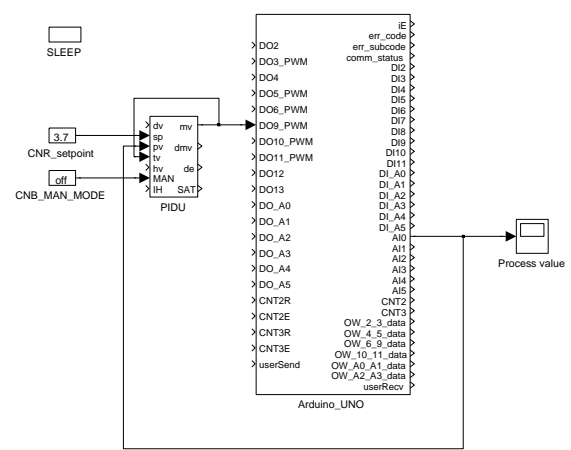 SLEEP
3.7
CNR_setpoint
off
CNB_MAN_MODE
dv
sp
pv
tv
hv
MAN
IH
mv
dmv
de
SAT
PIDU
DO2
DO3_PWM
DO4
DO5_PWM
DO6_PWM
DO9_PWM
DO10_PWM
DO11_PWM
DO12
DO13
DO_A0
DO_A1
DO_A2
DO_A3
DO_A4
DO_A5
CNT2R
CNT2E
CNT3R
CNT3E
userSend
iE
err_code
err_subcode
comm_status
DI2
DI3
DI4
DI5
DI6
DI7
DI8
DI9
DI10
DI11
DI_A0
DI_A1
DI_A2
DI_A3
DI_A4
DI_A5
AI0
AI1
AI2
AI3
AI4
AI5
CNT2
CNT3
OW_2_3_data
OW_4_5_data
OW_6_9_data
OW_10_11_data
OW_A0_A1_data
OW_A2_A3_data
userRecv
Arduino_UNO
Process value